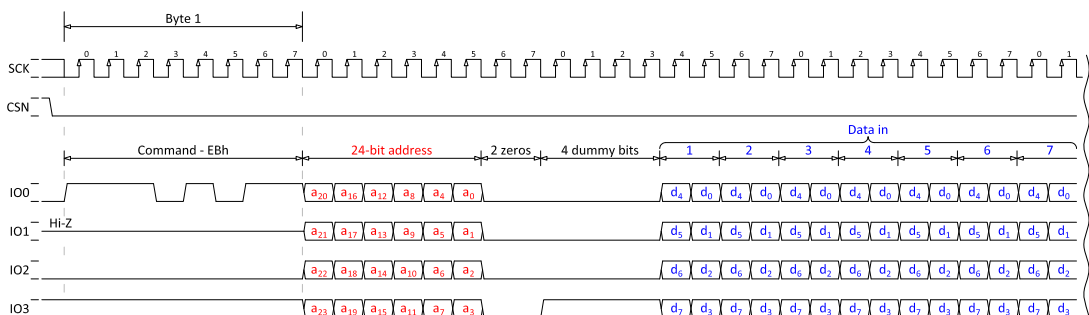 Byte 1
0 1 2 3 4 5 6 7 0 1 2 3 4 5 6 7 0 1 2 3 4 5 6 7 4 5 6 7 4 5 6 7 0 1
SCK
CSN
Data in
Command - EBh 24-bit address 2 zeros 4 dummy bits 1 2 3 4 5 6 7
IO0 a20 a16 a12 a8 a4 a0 d4 d0 d4 d0 d4 d0 d4 d0 d4 d0 d4 d0 d4 d0
Hi-Z
IO1 a21 a17 a13 a9 a5 a1 d5 d1 d5 d1 d5 d1 d5 d1 d5 d1 d5 d1 d5 d1
IO2 a22 a18 a14 a10 a6 a2 d6 d2 d6 d2 d6 d2 d6 d2 d6 d2 d6 d2 d6 d2
IO3 a23 a19 a15 a11 a7 a3 d7 d3 d7 d3 d7 d3 d7 d3 d7 d3 d7 d3 d7 d3